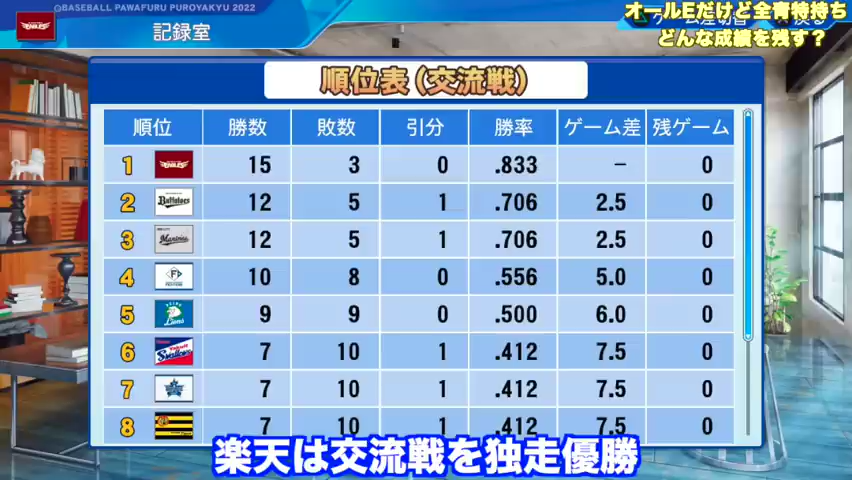 ©BASEBALL PAWAFURU PUROYAKYU 2022
記録室
オールEだけど全青特持ち
どんな成績を残す?
順位表(交流戦)
順位 勝数 敗数 引分 勝率 ゲーム差 残ゲーム
1 EAGLES 15 3 0 .833 − 0
2 Buffaloes 12 5 1 .706 2.5 0
3 Marines 12 5 1 .706 2.5 0
4 F 10 8 0 .556 5.0 0
5 Lions 9 9 0 .500 6.0 0
6 Swallows 7 10 1 .412 7.5 0
7 7 10 1 .412 7.5 0
8 7 10 1 .412 7.5 0
楽天は交流戦を独走優勝